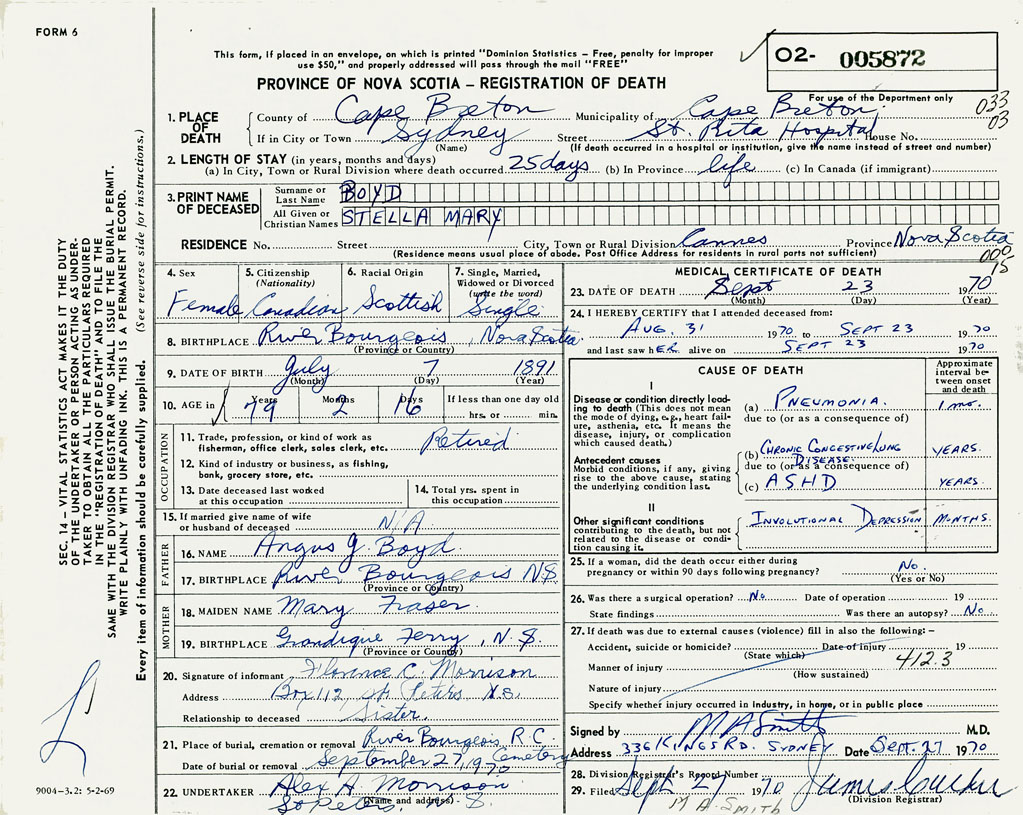 FORM 6
This form, if placed in an envelope, on which is printed "Dominion Statistics – Free, penalty for improper
use $50," and properly addressed will pass through the mail "FREE"
PROVINCE OF NOVA SCOTIA – REGISTRATION OF DEATH
02- 005872
For use of the Department only
033
03
1. PLACE OF DEATH
County of Cape Breton Municipality of Cape Breton
If in City or Town Sydney Street St. Rita Hospital House No.
(Name) (If death occurred in a hospital or institution, give the name instead of street and number)
2. LENGTH OF STAY (in years, months and days)
(a) In City, Town or Rural Division where death occurred 25 days (b) In Province life (c) In Canada (if immigrant)
3. PRINT NAME OF DECEASED
Surname or Last Name BOYD
All Given or Christian Names STELLA MARY
RESIDENCE No. Street City, Town or Rural Division Cannes Province Nova Scotia
(Residence means usual place of abode. Post Office Address for residents in rural parts not sufficient)
000
15
4. Sex Female
5. Citizenship (Nationality) Canadian
6. Racial Origin Scottish
7. Single, Married, Widowed or Divorced (write the word) Single
8. BIRTHPLACE River Bourgeois, Nova Scotia
(Province or Country)
9. DATE OF BIRTH July 7 1891
(Month) (Day) (Year)
10. AGE in Years Months Days If less than one day old
79 2 16 hrs. or min.
OCCUPATION
11. Trade, profession, or kind of work as fisherman, office clerk, sales clerk, etc. Retired
12. Kind of industry or business, as fishing, bank, grocery store, etc.
13. Date deceased last worked at this occupation
14. Total yrs. spent in this occupation
15. If married give name of wife or husband of deceased N/A
FATHER
16. NAME Angus J. Boyd
17. BIRTHPLACE River Bourgeois N.S.
(Province or Country)
MOTHER
18. MAIDEN NAME Mary Fraser
19. BIRTHPLACE Grandique Ferry, N.S.
(Province or Country)
20. Signature of informant Florence C. Morrison
Address Box 112, St Peters N.S.
Relationship to deceased Sister.
21. Place of burial, cremation or removal River Bourgeois R.C. Cemetery
Date of burial or removal September 27, 1970
22. UNDERTAKER Alex A Morrison
St Peters, S.
(Name and address)
MEDICAL CERTIFICATE OF DEATH
23. DATE OF DEATH Sept 23 1970
(Month) (Day) (Year)
24. I HEREBY CERTIFY that I attended deceased from:
AUG. 31 1970 to SEPT 23 1970
and last saw hER alive on SEPT 23 1970
CAUSE OF DEATH
Approximate interval between onset and death
I
Disease or condition directly leading to death (This does not mean the mode of dying, e.g., heart failure, asthenia, etc. It means the disease, injury, or complication which caused death.)
(a) PNEUMONIA. 1 mo.
due to (or as a consequence of)
Antecedent causes
Morbid conditions, if any, giving rise to the above cause, stating the underlying condition last.
(b) CHRONIC CONGESTIVE LUNG DISEASE YEARS.
due to (or as a consequence of)
(c) ASHD YEARS.
II
Other significant conditions contributing to the death, but not related to the disease or condition causing it.
INVOLUTIONAL DEPRESSION MONTHS.
25. If a woman, did the death occur either during
pregnancy or within 90 days following pregnancy? No.
(Yes or No)
26. Was there a surgical operation? No Date of operation 19
State findings Was there an autopsy? No
27. If death was due to external causes (violence) fill in also the following:–
Accident, suicide or homicide? Date of injury 19
(State which) 412.3
Manner of injury
(How sustained)
Nature of injury
Specify whether injury occurred in industry, in home, or in public place
Signed by M A Smith M.D.
Address 336 KINGS RD. SYDNEY Date Sept. 27 1970
28. Division Registrar's Record Number
29. Filed Sept 27 1970
(Division Registrar)
M A Smith
SEC. 14 – VITAL STATISTICS ACT MAKES IT THE DUTY
OF THE UNDERTAKER OR PERSON ACTING AS UNDER-
TAKER TO OBTAIN ALL THE PARTICULARS REQUIRED
IN THE "REGISTRATION OF DEATH" AND TO FILE THE
SAME WITH THE DIVISION REGISTRAR WHO SHALL ISSUE THE BURIAL PERMIT.
WRITE PLAINLY WITH UNFADING INK. THIS IS A PERMANENT RECORD.
Every item of information should be carefully supplied. (See reverse side for instructions.)
9004-3.2: 5-2-69